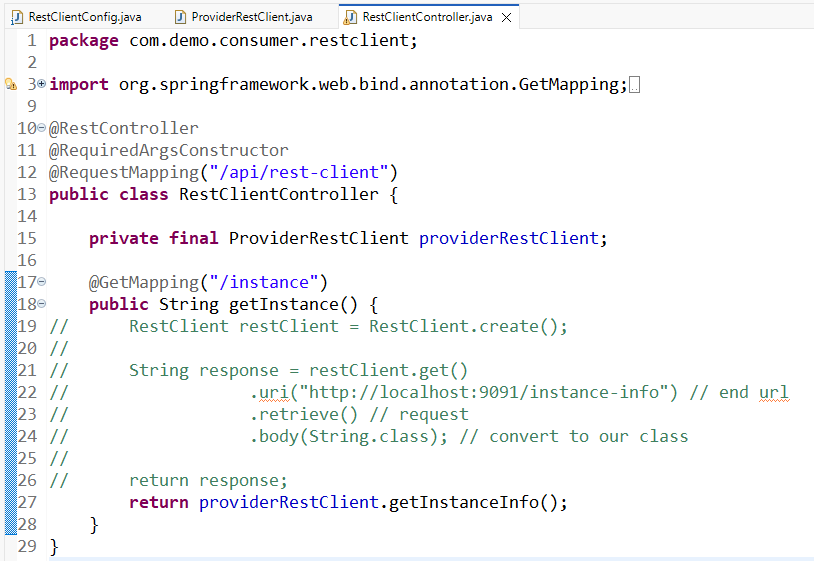 RestClientConfig.java ProviderRestClient.java RestClientController.java
1 package com.demo.consumer.restclient;
2
3 import org.springframework.web.bind.annotation.GetMapping;
9
10 @RestController
11 @RequiredArgsConstructor
12 @RequestMapping("/api/rest-client")
13 public class RestClientController {
14
15     private final ProviderRestClient providerRestClient;
16
17     @GetMapping("/instance")
18     public String getInstance() {
19 //      RestClient restClient = RestClient.create();
20 //
21 //      String response = restClient.get()
22 //                  .uri("http://localhost:9091/instance-info") // end url
23 //                  .retrieve() // request
24 //                  .body(String.class); // convert to our class
25 //
26 //      return response;
27         return providerRestClient.getInstanceInfo();
28     }
29 }